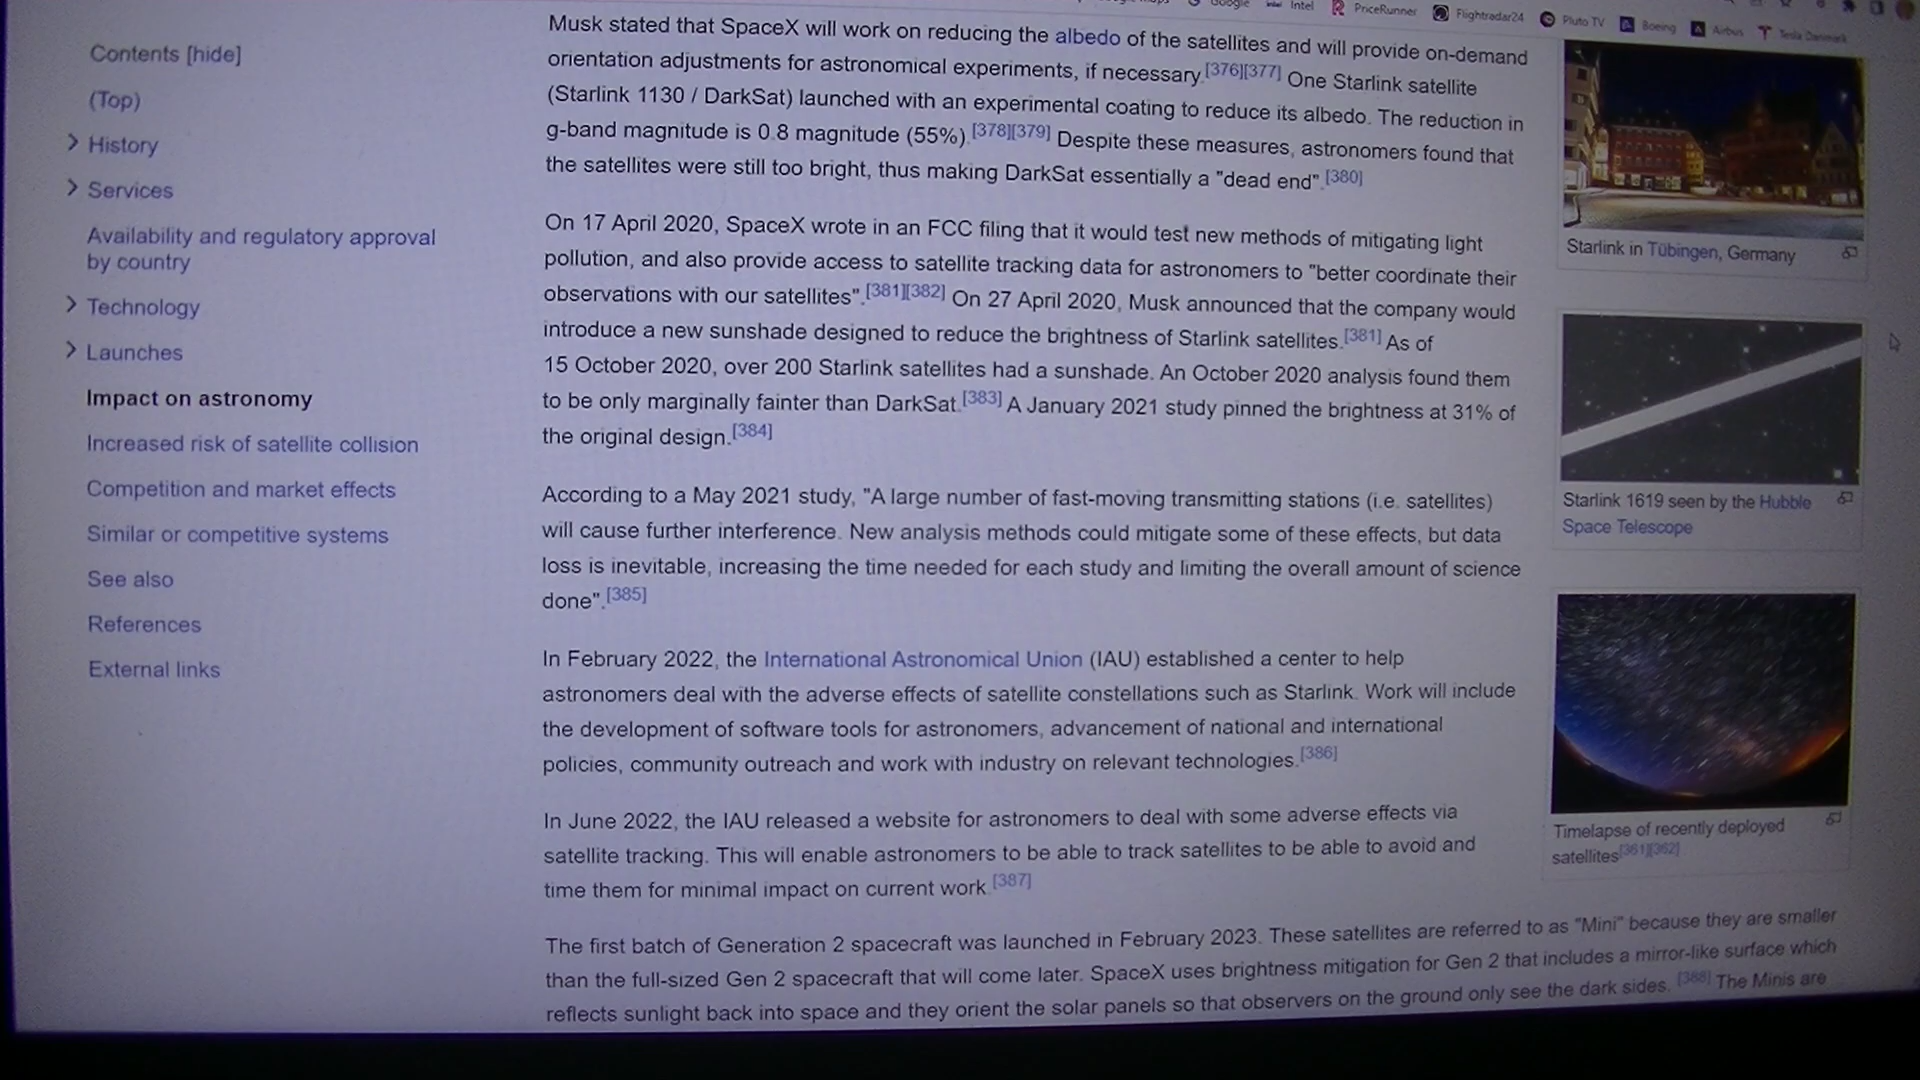 Google
Intel
PriceRunner
Flightradar24
Pluto TV
Boeing
Airbus
Tesla Danmark
Contents [hide]
(Top)
History
Services
Availability and regulatory approval
by country
Technology
Launches
Impact on astronomy
Increased risk of satellite collision
Competition and market effects
Similar or competitive systems
See also
References
External links
Musk stated that SpaceX will work on reducing the albedo of the satellites and will provide on-demand
orientation adjustments for astronomical experiments, if necessary.[376][377] One Starlink satellite
(Starlink 1130 / DarkSat) launched with an experimental coating to reduce its albedo. The reduction in
g-band magnitude is 0.8 magnitude (55%).[378][379] Despite these measures, astronomers found that
the satellites were still too bright, thus making DarkSat essentially a "dead end".[380]
On 17 April 2020, SpaceX wrote in an FCC filing that it would test new methods of mitigating light
pollution, and also provide access to satellite tracking data for astronomers to "better coordinate their
observations with our satellites".[381][382] On 27 April 2020, Musk announced that the company would
introduce a new sunshade designed to reduce the brightness of Starlink satellites.[381] As of
15 October 2020, over 200 Starlink satellites had a sunshade. An October 2020 analysis found them
to be only marginally fainter than DarkSat.[383] A January 2021 study pinned the brightness at 31% of
the original design.[384]
According to a May 2021 study, "A large number of fast-moving transmitting stations (i.e. satellites)
will cause further interference. New analysis methods could mitigate some of these effects, but data
loss is inevitable, increasing the time needed for each study and limiting the overall amount of science
done".[385]
In February 2022, the International Astronomical Union (IAU) established a center to help
astronomers deal with the adverse effects of satellite constellations such as Starlink. Work will include
the development of software tools for astronomers, advancement of national and international
policies, community outreach and work with industry on relevant technologies.[386]
In June 2022, the IAU released a website for astronomers to deal with some adverse effects via
satellite tracking. This will enable astronomers to be able to track satellites to be able to avoid and
time them for minimal impact on current work.[387]
The first batch of Generation 2 spacecraft was launched in February 2023. These satellites are referred to as "Mini" because they are smaller
than the full-sized Gen 2 spacecraft that will come later. SpaceX uses brightness mitigation for Gen 2 that includes a mirror-like surface which
reflects sunlight back into space and they orient the solar panels so that observers on the ground only see the dark sides. [388] The Minis are
Starlink in Tübingen, Germany
Starlink 1619 seen by the Hubble
Space Telescope
Timelapse of recently deployed
satellites[361][362]